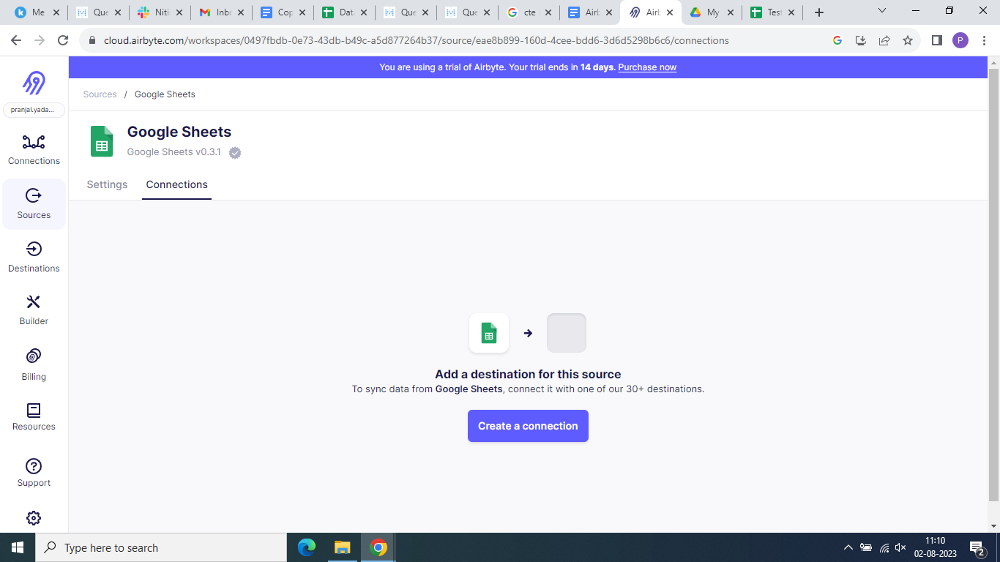 Me
Que
Niti
Inbo
Cop
Data
Que
Que
cte
Airb
Airb
My
Test
cloud.airbyte.com/workspaces/0497fbdb-0e73-43db-b49c-a5d877264b37/source/eae8b899-160d-4cee-bdd6-3d6d5298b6c6/connections
P
You are using a trial of Airbyte. Your trial ends in 14 days. Purchase now
pranjal.yada...
Connections
Sources
Destinations
Builder
Billing
Resources
Support
Sources / Google Sheets
Google Sheets
Google Sheets v0.3.1
Settings Connections
Add a destination for this source
To sync data from Google Sheets, connect it with one of our 30+ destinations.
Create a connection
Type here to search
11:10
02-08-2023
2